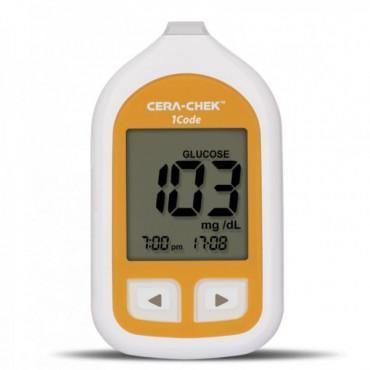 CERA-CHEK™
1Code
GLUCOSE
103
mg/dL
7:00 pm 17:08